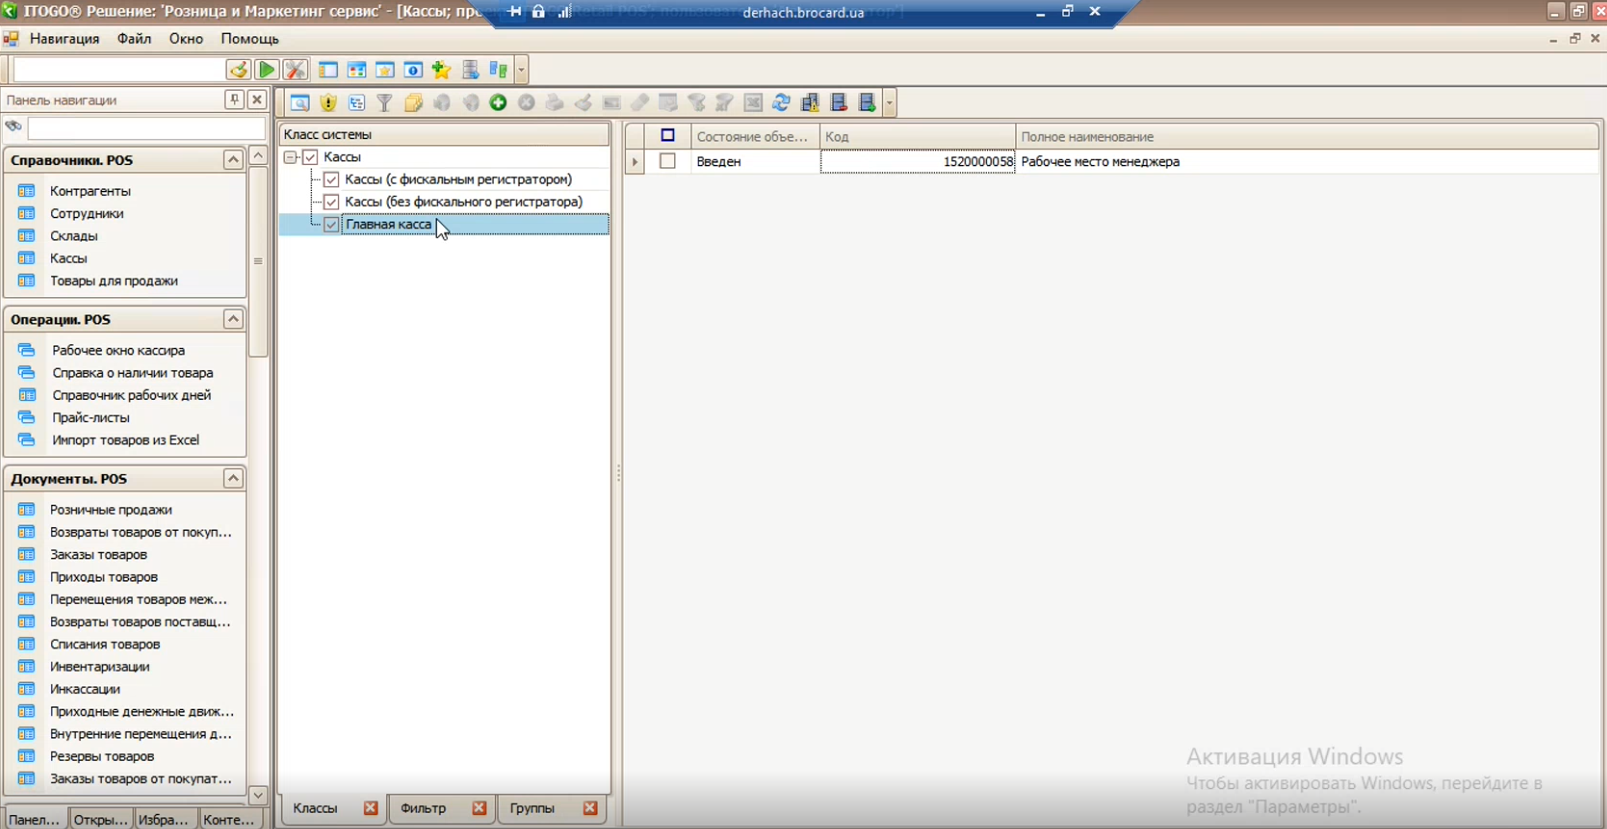 ITOGO® Решение: 'Розница и Маркетинг сервис' - [Кассы;
derhach.brocard.ua
Навигация Файл Окно Помощь
Панель навигации
Справочники. POS
Контрагенты
Сотрудники
Склады
Кассы
Товары для продажи
Операции. POS
Рабочее окно кассира
Справка о наличии товара
Справочник рабочих дней
Прайс-листы
Импорт товаров из Excel
Документы. POS
Розничные продажи
Возвраты товаров от покуп...
Заказы товаров
Приходы товаров
Перемещения товаров меж...
Возвраты товаров поставщ...
Списания товаров
Инвентаризации
Инкассации
Приходные денежные движ...
Внутренние перемещения д...
Резервы товаров
Заказы товаров от покупат...
Панел... Откры... Избра... Конте...
Класс системы
Кассы
Кассы (с фискальным регистратором)
Кассы (без фискального регистратора)
Главная касса
Классы Фильтр Группы
Состояние объе... Код Полное наименование
Введен 1520000058 Рабочее место менеджера
Активация Windows
Чтобы активировать Windows, перейдите в
раздел "Параметры".